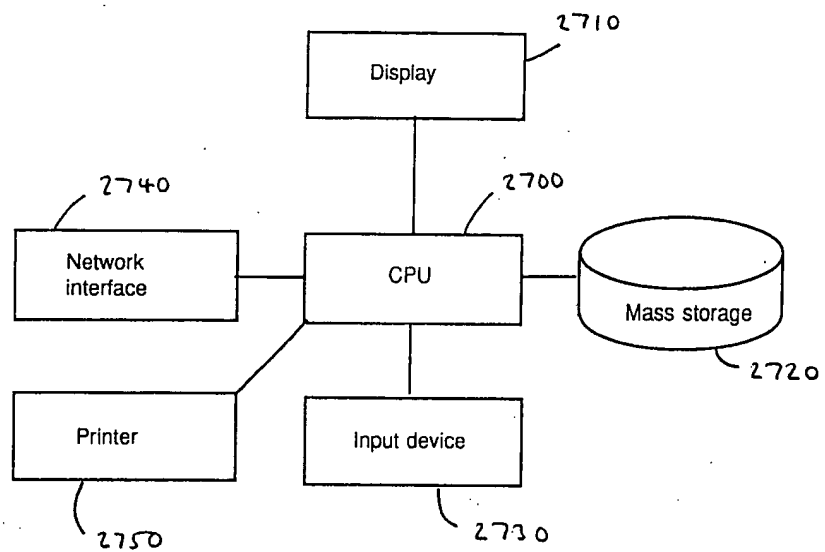 2710
Display
2740
2700
Network
interface
CPU
Mass storage
2720
Printer
Input device
2750
2730